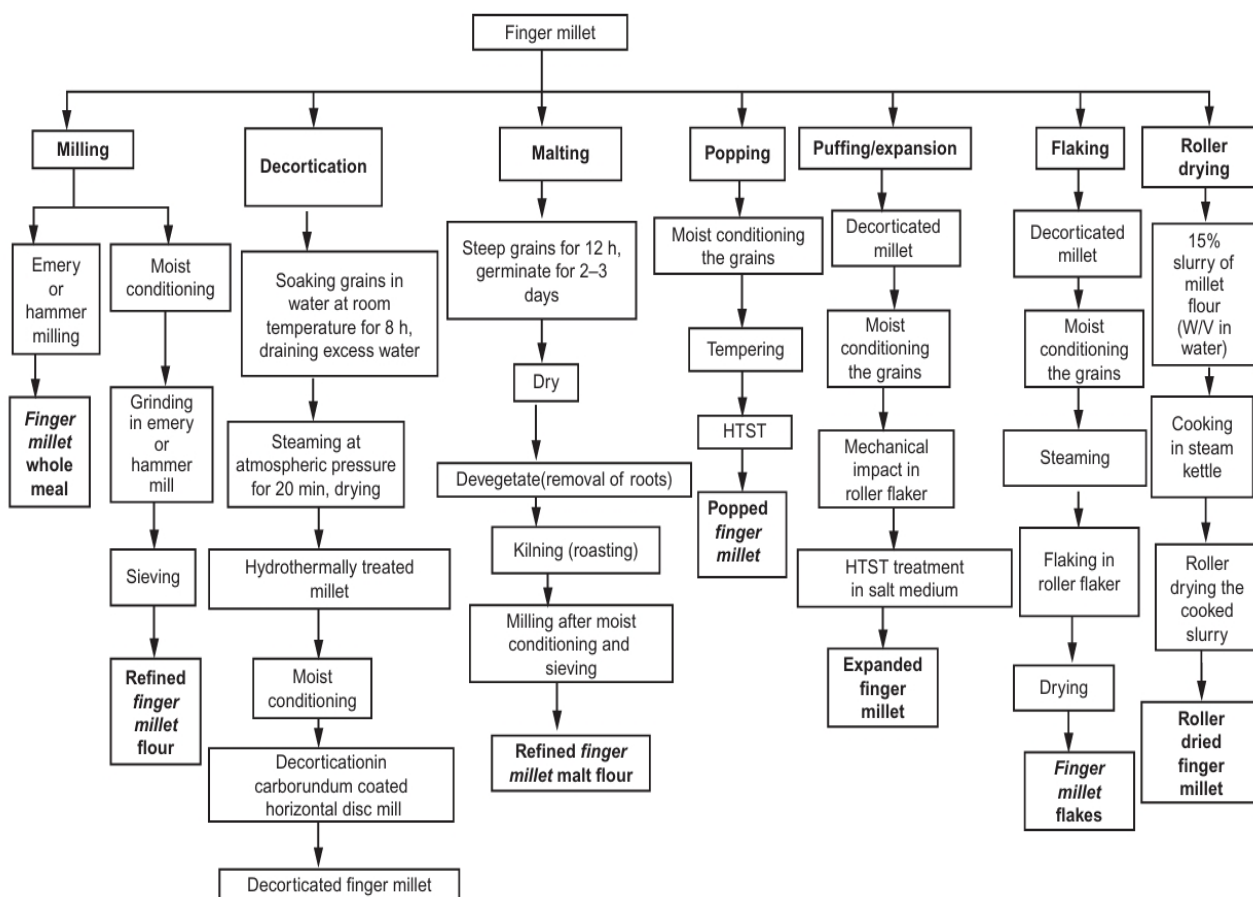 Finger millet
Milling
Emery
or
hammer
milling
Finger
millet
whole
meal
Moist
conditioning
Grinding
in emery
or
hammer
mill
Sieving
Refined
finger
millet
flour
Decortication
Soaking grains in
water at room
temperature for 8 h,
draining excess water
Steaming at
atmospheric pressure
for 20 min, drying
Hydrothermally treated
millet
Moist
conditioning
Decorticationin
carborundum coated
horizontal disc mill
Decorticated finger millet
Malting
Steep grains for 12 h,
germinate for 2–3
days
Dry
Devegetate(removal of roots)
Kilning (roasting)
Milling after moist
conditioning and
sieving
Refined finger
millet malt flour
Popping
Moist conditioning
the grains
Tempering
HTST
Popped
finger
millet
Puffing/expansion
Decorticated
millet
Moist
conditioning
the grains
Mechanical
impact in
roller flaker
HTST treatment
in salt medium
Expanded
finger
millet
Flaking
Decorticated
millet
Moist
conditioning
the grains
Steaming
Flaking in
roller flaker
Drying
Finger
millet
flakes
Roller
drying
15%
slurry of
millet
flour
(W/V in
water)
Cooking
in steam
kettle
Roller
drying the
cooked
slurry
Roller
dried
finger
millet